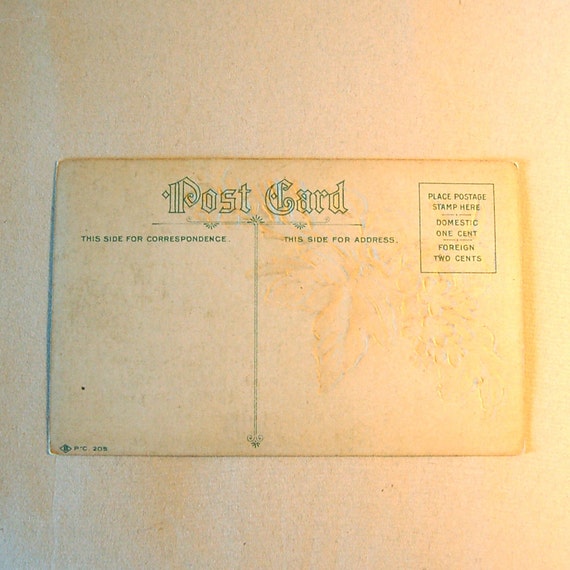 Post Card
THIS SIDE FOR CORRESPONDENCE.
THIS SIDE FOR ADDRESS.
PLACE POSTAGE
STAMP HERE
DOMESTIC
ONE CENT
FOREIGN
TWO CENTS
P.C. 205